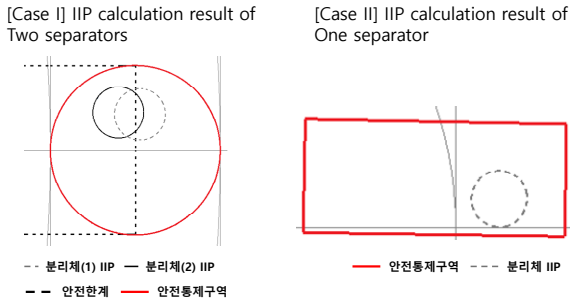 [Case I] IIP calculation result of
Two separators
[Case II] IIP calculation result of
One separator
분리체(1) IIP
분리체(2) IIP
안전한계
안전통제구역
안전통제구역
분리체 IIP